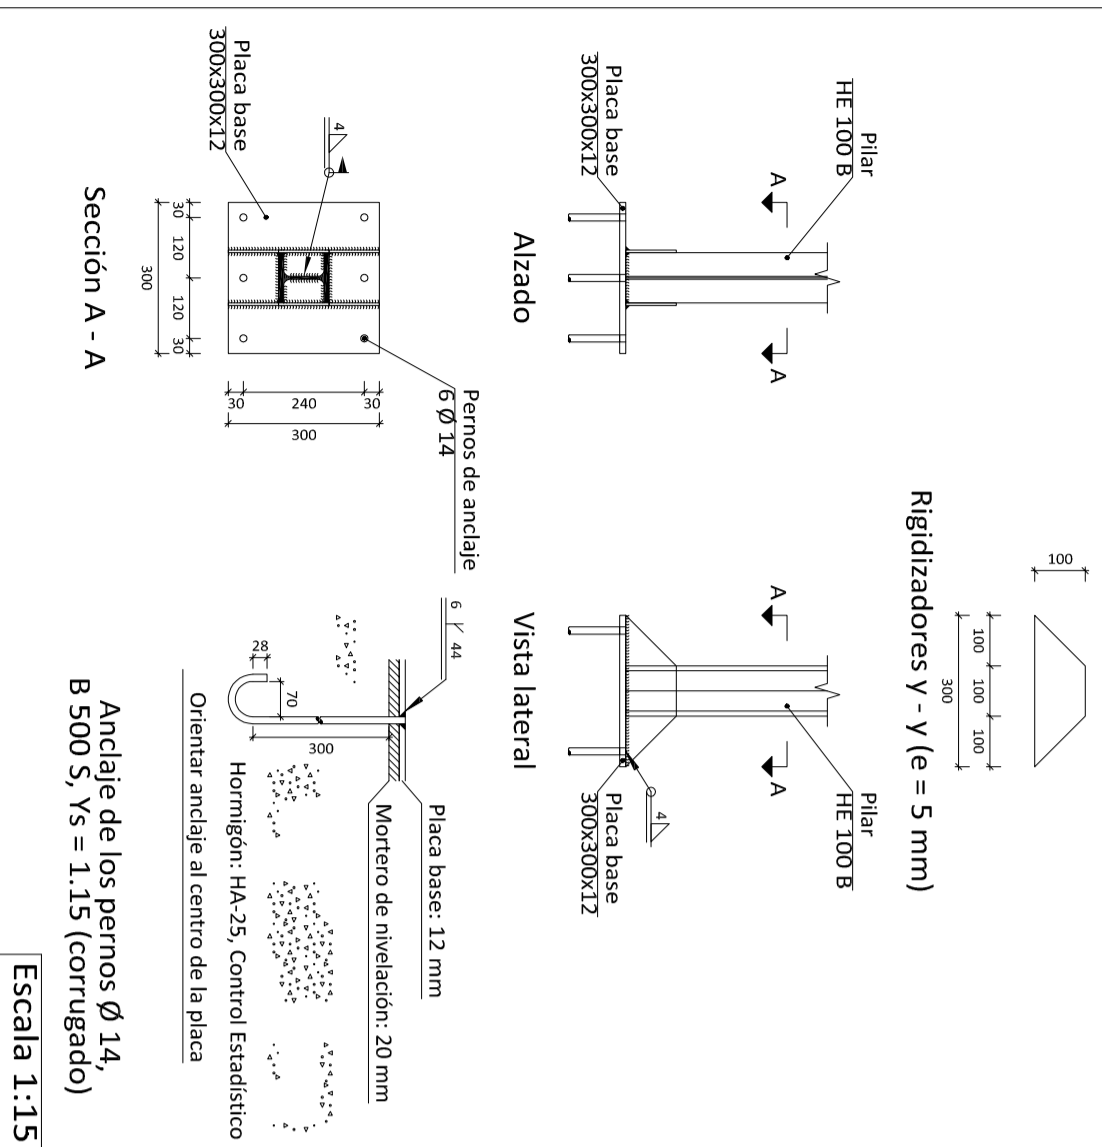 Pilar
HE 100 B
Placa base
300x300x12
A
A
Alzado
Placa base
300x300x12
4
30
120
120
30
300
30
240
30
300
Pernos de anclaje
6 Ø 14
Sección A - A
100
100
100
100
300
Rigidizadores y - y (e = 5 mm)
Pilar
HE 100 B
A
A
4
Placa base
300x300x12
Vista lateral
6
44
28
70
300
Placa base: 12 mm
Mortero de nivelación: 20 mm
Hormigón: HA-25, Control Estadístico
Orientar anclaje al centro de la placa
Anclaje de los pernos Ø 14,
B 500 S, Ys = 1.15 (corrugado)
Escala 1:15